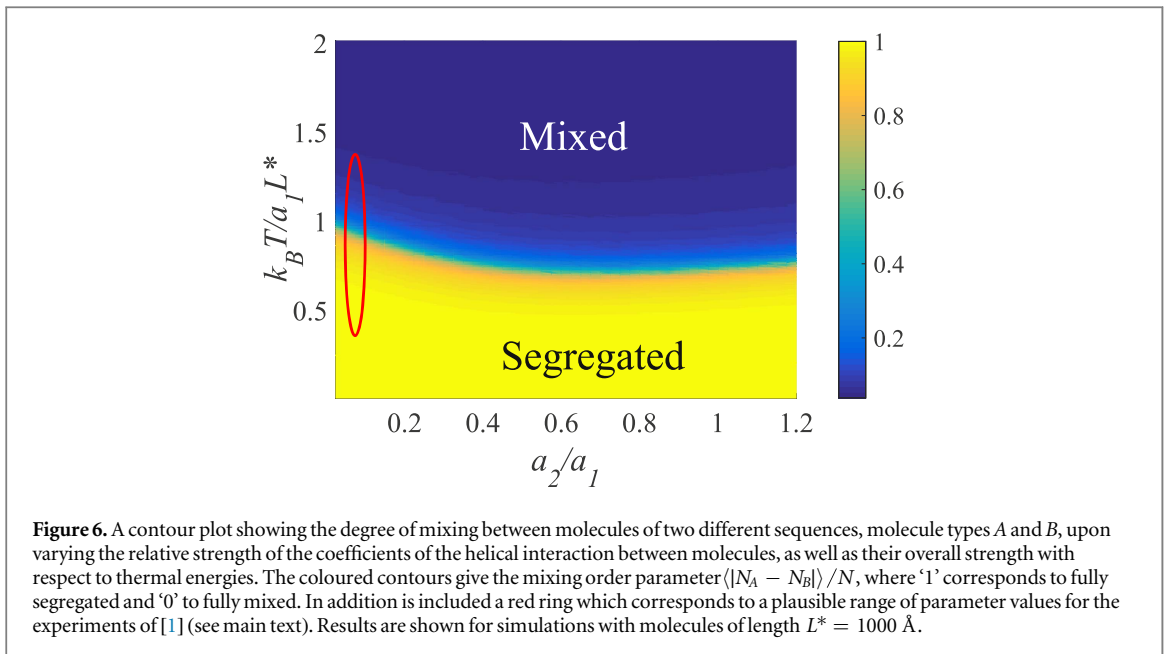 2
1.5
1
0.5
k_B T/a_1 L*
Mixed
Segregated
0.2 0.4 0.6 0.8 1 1.2
a_2/a_1
1
0.8
0.6
0.4
0.2
Figure 6. A contour plot showing the degree of mixing between molecules of two different sequences, molecule types A and B, upon
varying the relative strength of the coefficients of the helical interaction between molecules, as well as their overall strength with
respect to thermal energies. The coloured contours give the mixing order parameter ⟨|N_A − N_B|⟩/N, where ‘1’ corresponds to fully
segregated and ‘0’ to fully mixed. In addition is included a red ring which corresponds to a plausible range of parameter values for the
experiments of [1] (see main text). Results are shown for simulations with molecules of length L* = 1000 Å.